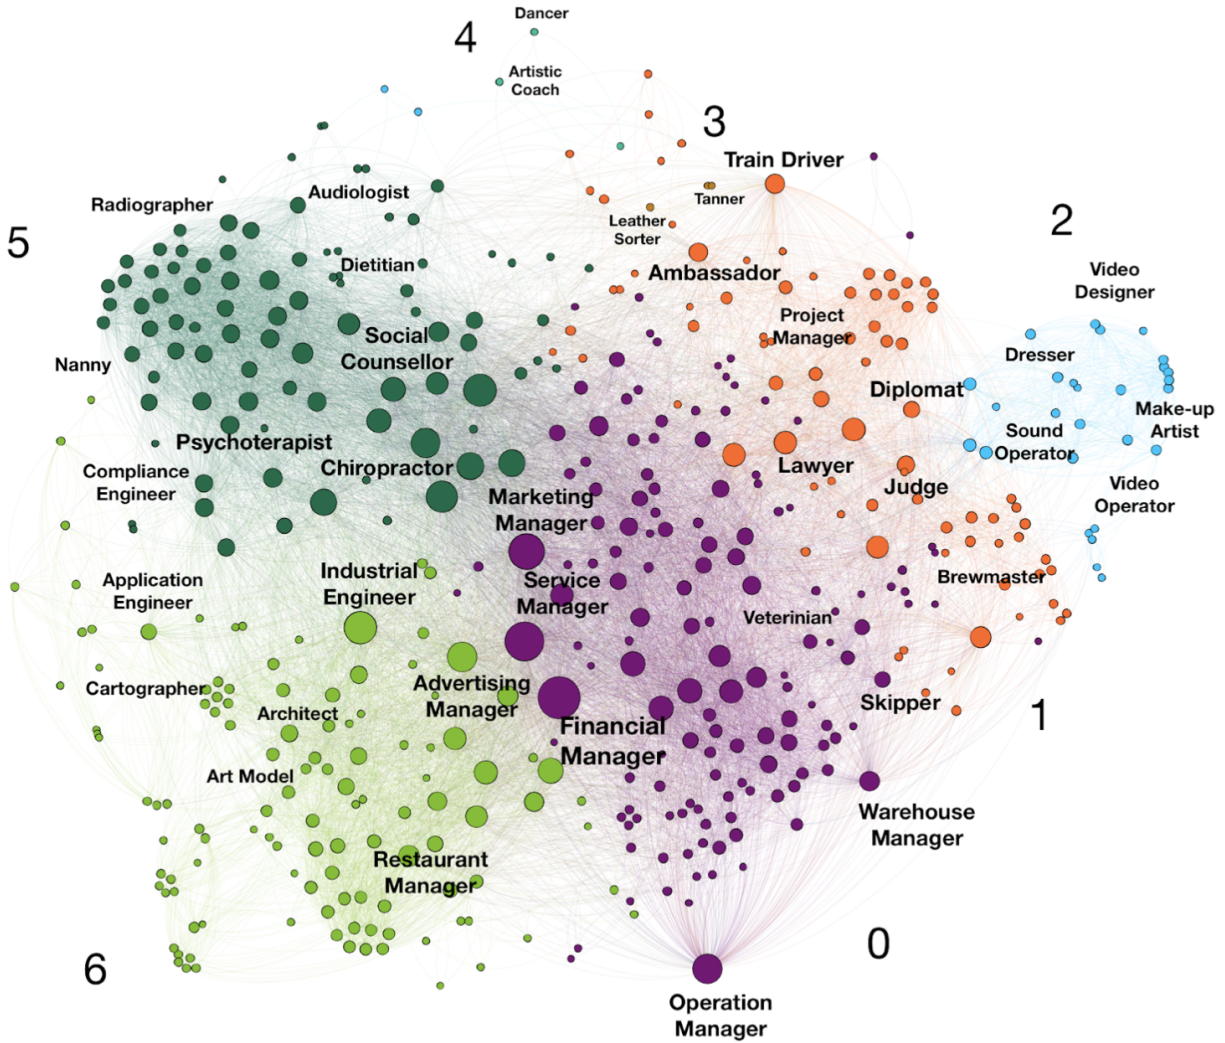 Dancer
4
Artistic
Coach
3
Train Driver
Audiologist
Radiographer
Tanner
Leather
Sorter
2
5
Dietitian
Ambassador
Video
Designer
Project
Manager
Social
Counsellor
Dresser
Nanny
Diplomat
Make-up
Artist
Psychoterapist
Sound
Operator
Chiropractor
Lawyer
Compliance
Engineer
Judge
Video
Operator
Marketing
Manager
Industrial
Engineer
Service
Manager
Brewmaster
Application
Engineer
Veterinian
Cartographer
Advertising
Manager
Skipper
1
Architect
Financial
Manager
Art Model
Warehouse
Manager
Restaurant
Manager
0
6
Operation
Manager